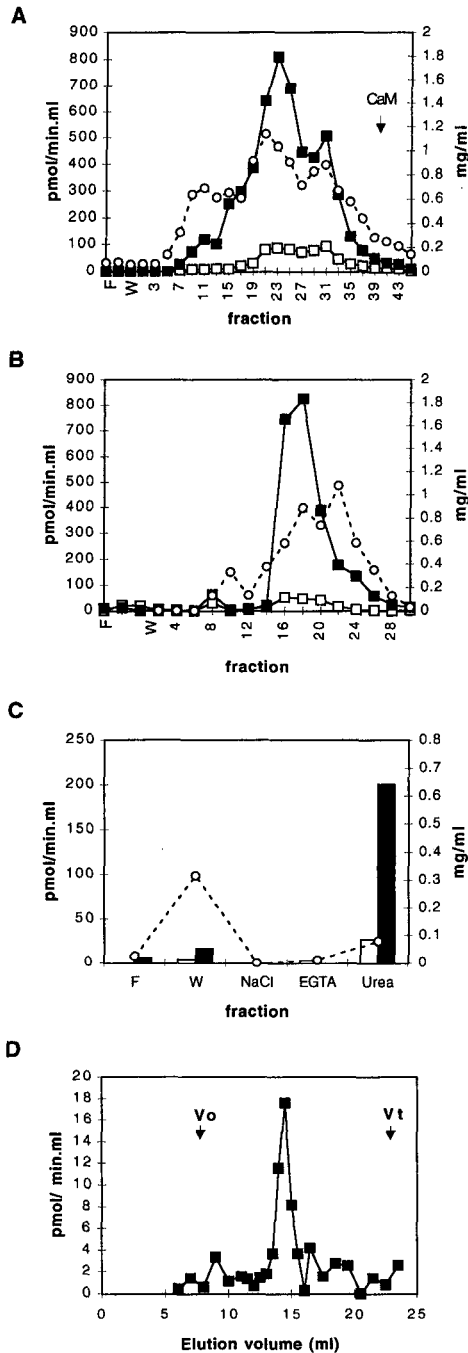 A
900 2
800 1.8
700 1.6
600 1.4
500 1.2
400 1
300 0.8
200 0.6
100 0.4
0 0.2
0
pmol/min.ml
mg/ml
CaM
F W 3 7 11 15 19 23 27 31 35 39 43
fraction
B
900 2
800 1.8
700 1.6
600 1.4
500 1.2
400 1
300 0.8
200 0.6
100 0.4
0 0.2
0
pmol/min.ml
mg/ml
F W 4 8 12 16 20 24 28
fraction
C
250 0.8
200 0.7
150 0.6
100 0.5
50 0.4
0 0.3
0.2
0.1
0
pmol/min.ml
mg/ml
F W NaCl EGTA Urea
fraction
D
20
18
16
14
12
10
8
6
4
2
0
pmol/ min.ml
Vo Vt
0 5 10 15 20 25
Elution volume (ml)